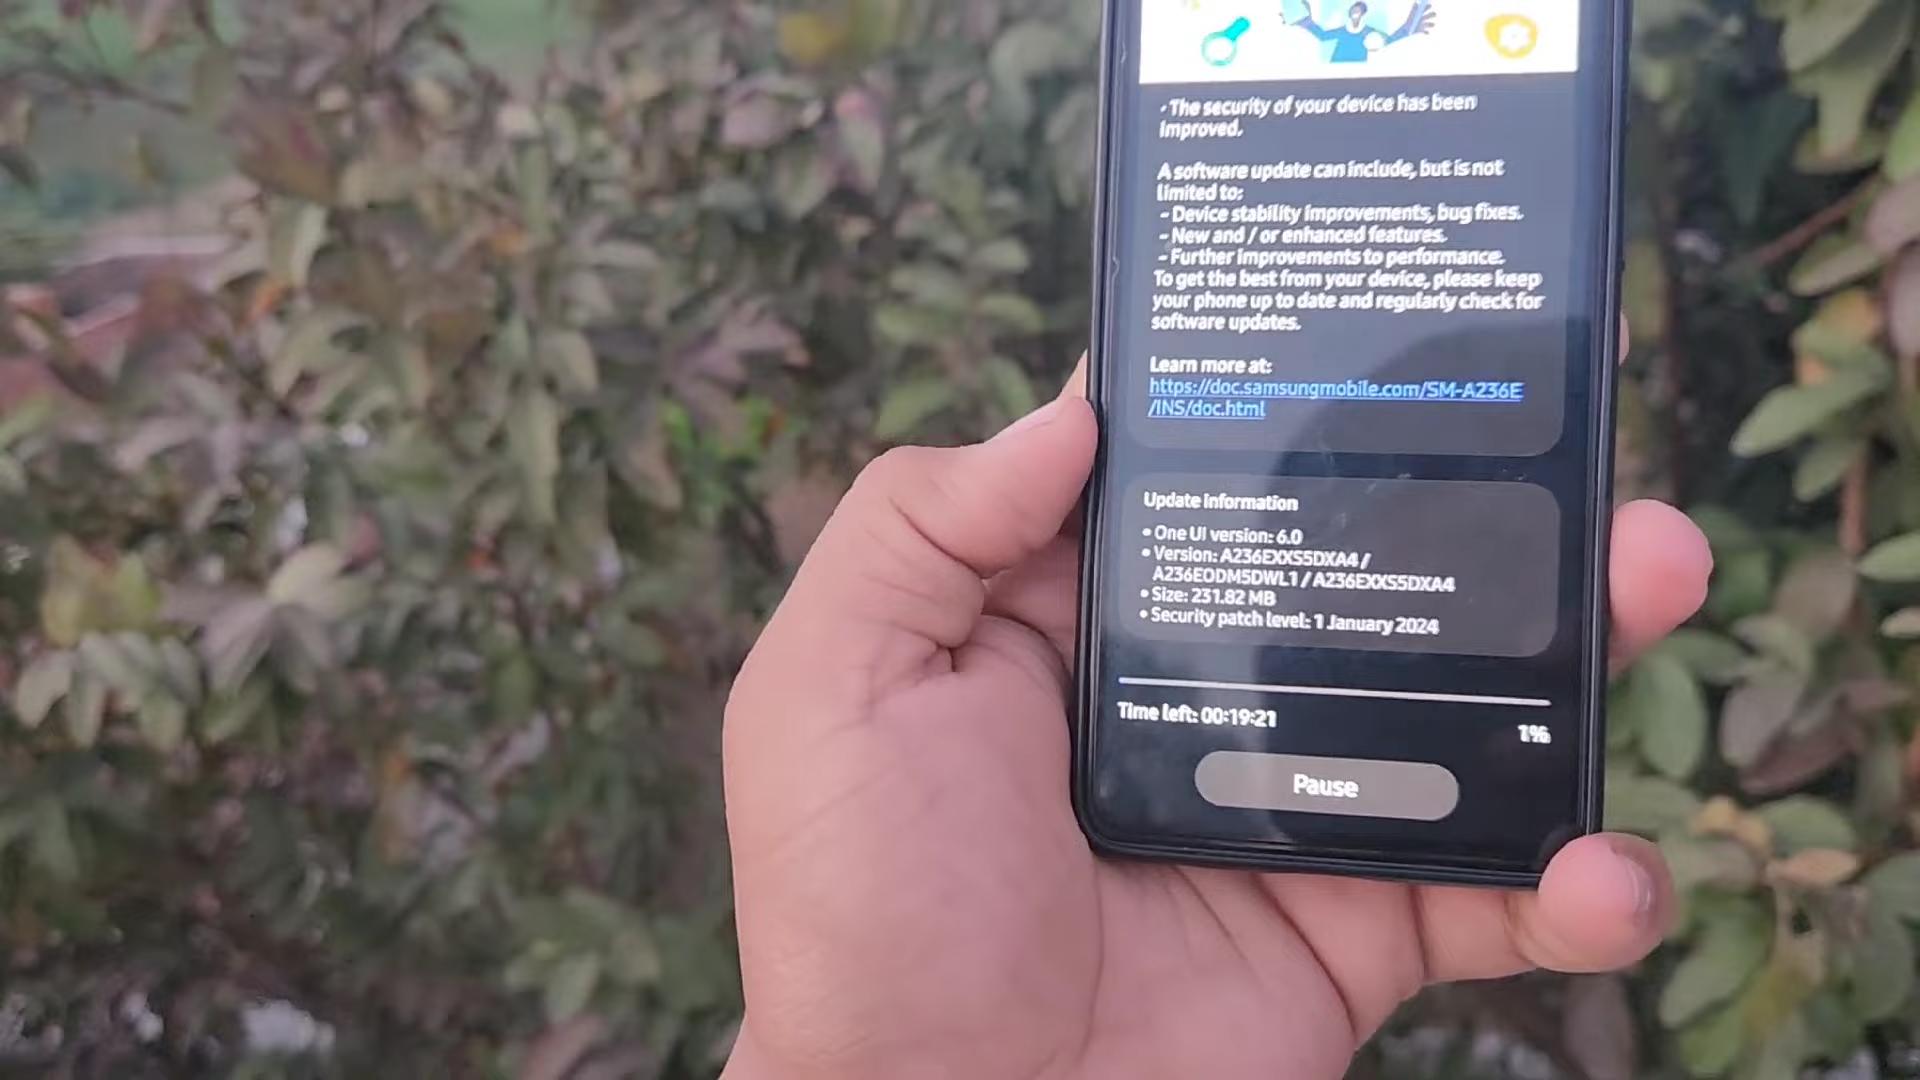 - The security of your device has been
improved.
A software update can include, but is not
limited to:
- Device stability improvements, bug fixes.
- New and / or enhanced features.
- Further improvements to performance.
To get the best from your device, please keep
your phone up to date and regularly check for
software updates.
Learn more at:
https://doc.samsungmobile.com/SM-A236E
/INS/doc.html
Update information
• One UI version: 6.0
• Version: A236EXXS5DXA4 /
A236EODM5DWL1 / A236EXXS5DXA4
• Size: 231.82 MB
• Security patch level: 1 January 2024
Time left: 00:19:21
1%
Pause